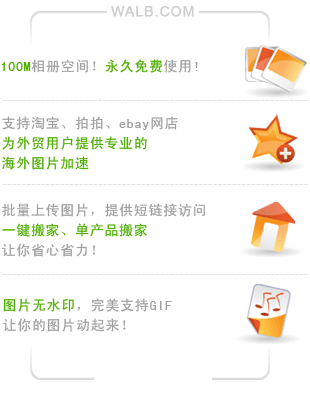 WALB.COM
100M相册空间！永久免费使用！
支持淘宝、拍拍、ebay网店
为外贸用户提供专业的
海外图片加速
批量上传图片，提供短链接访问
一键搬家、单产品搬家
让你省心省力！
图片无水印，完美支持GIF
让你的图片动起来！